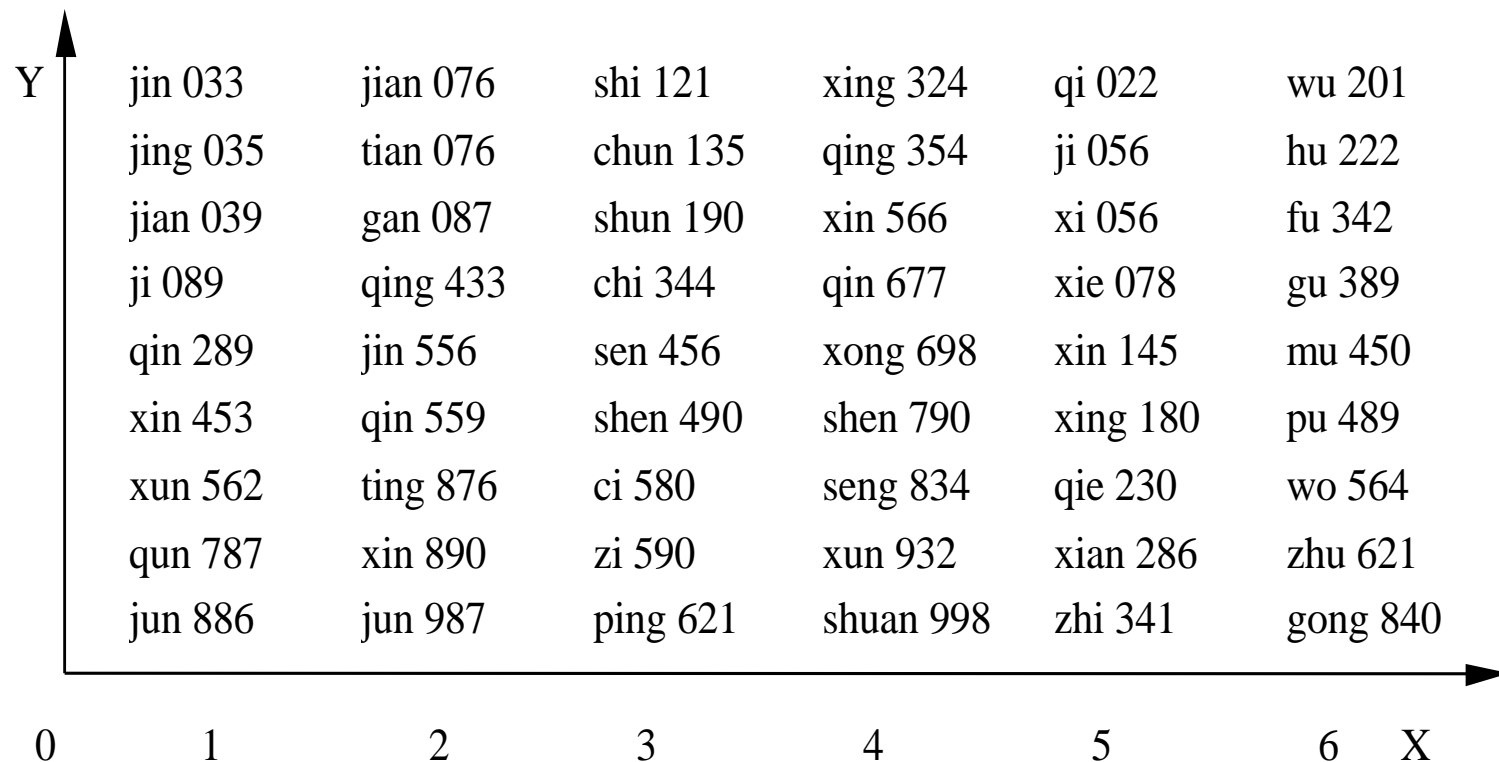 Y jin 033 jian 076 shi 121 xing 324 qi 022 wu 201
jing 035 tian 076 chun 135 qing 354 ji 056 hu 222
jian 039 gan 087 shun 190 xin 566 xi 056 fu 342
ji 089 qing 433 chi 344 qin 677 xie 078 gu 389
qin 289 jin 556 sen 456 xong 698 xin 145 mu 450
xin 453 qin 559 shen 490 shen 790 xing 180 pu 489
xun 562 ting 876 ci 580 seng 834 qie 230 wo 564
qun 787 xin 890 zi 590 xun 932 xian 286 zhu 621
jun 886 jun 987 ping 621 shuan 998 zhi 341 gong 840
0 1 2 3 4 5 6 X